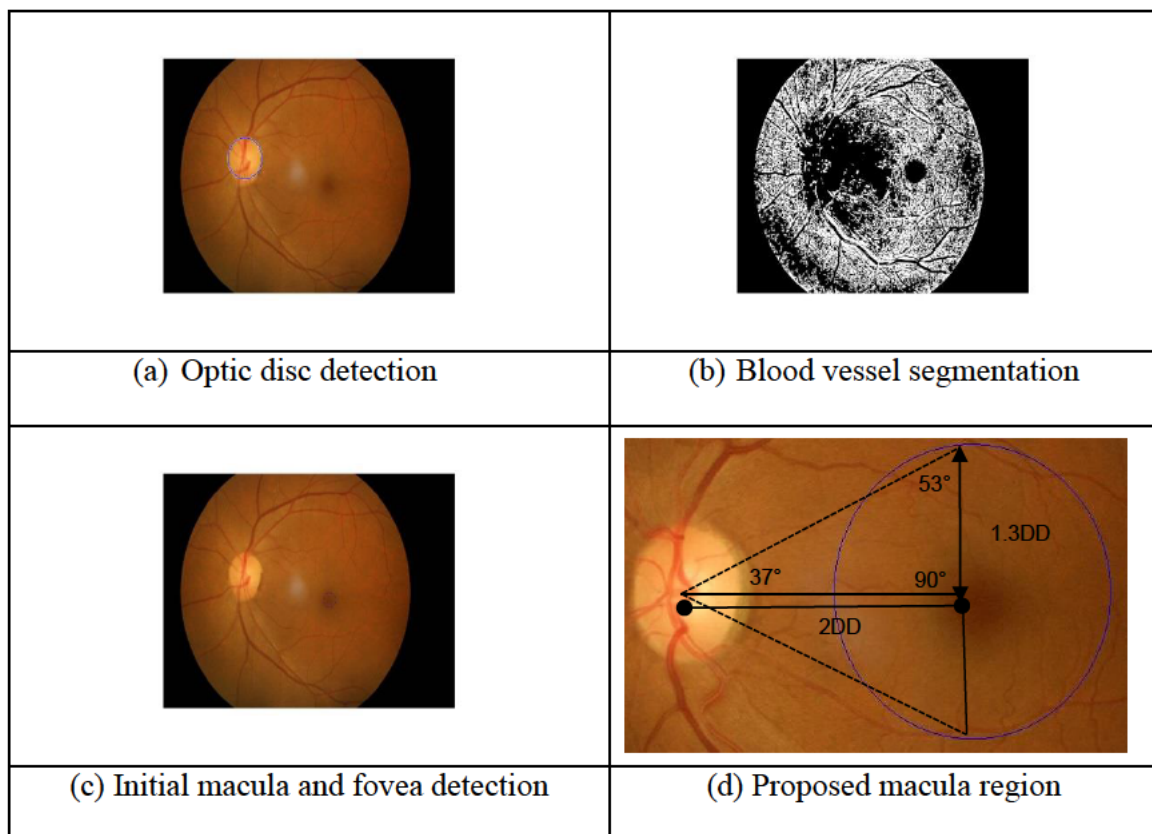 (a) Optic disc detection
(b) Blood vessel segmentation
53°
1.3DD
37°
90°
2DD
(c) Initial macula and fovea detection
(d) Proposed macula region